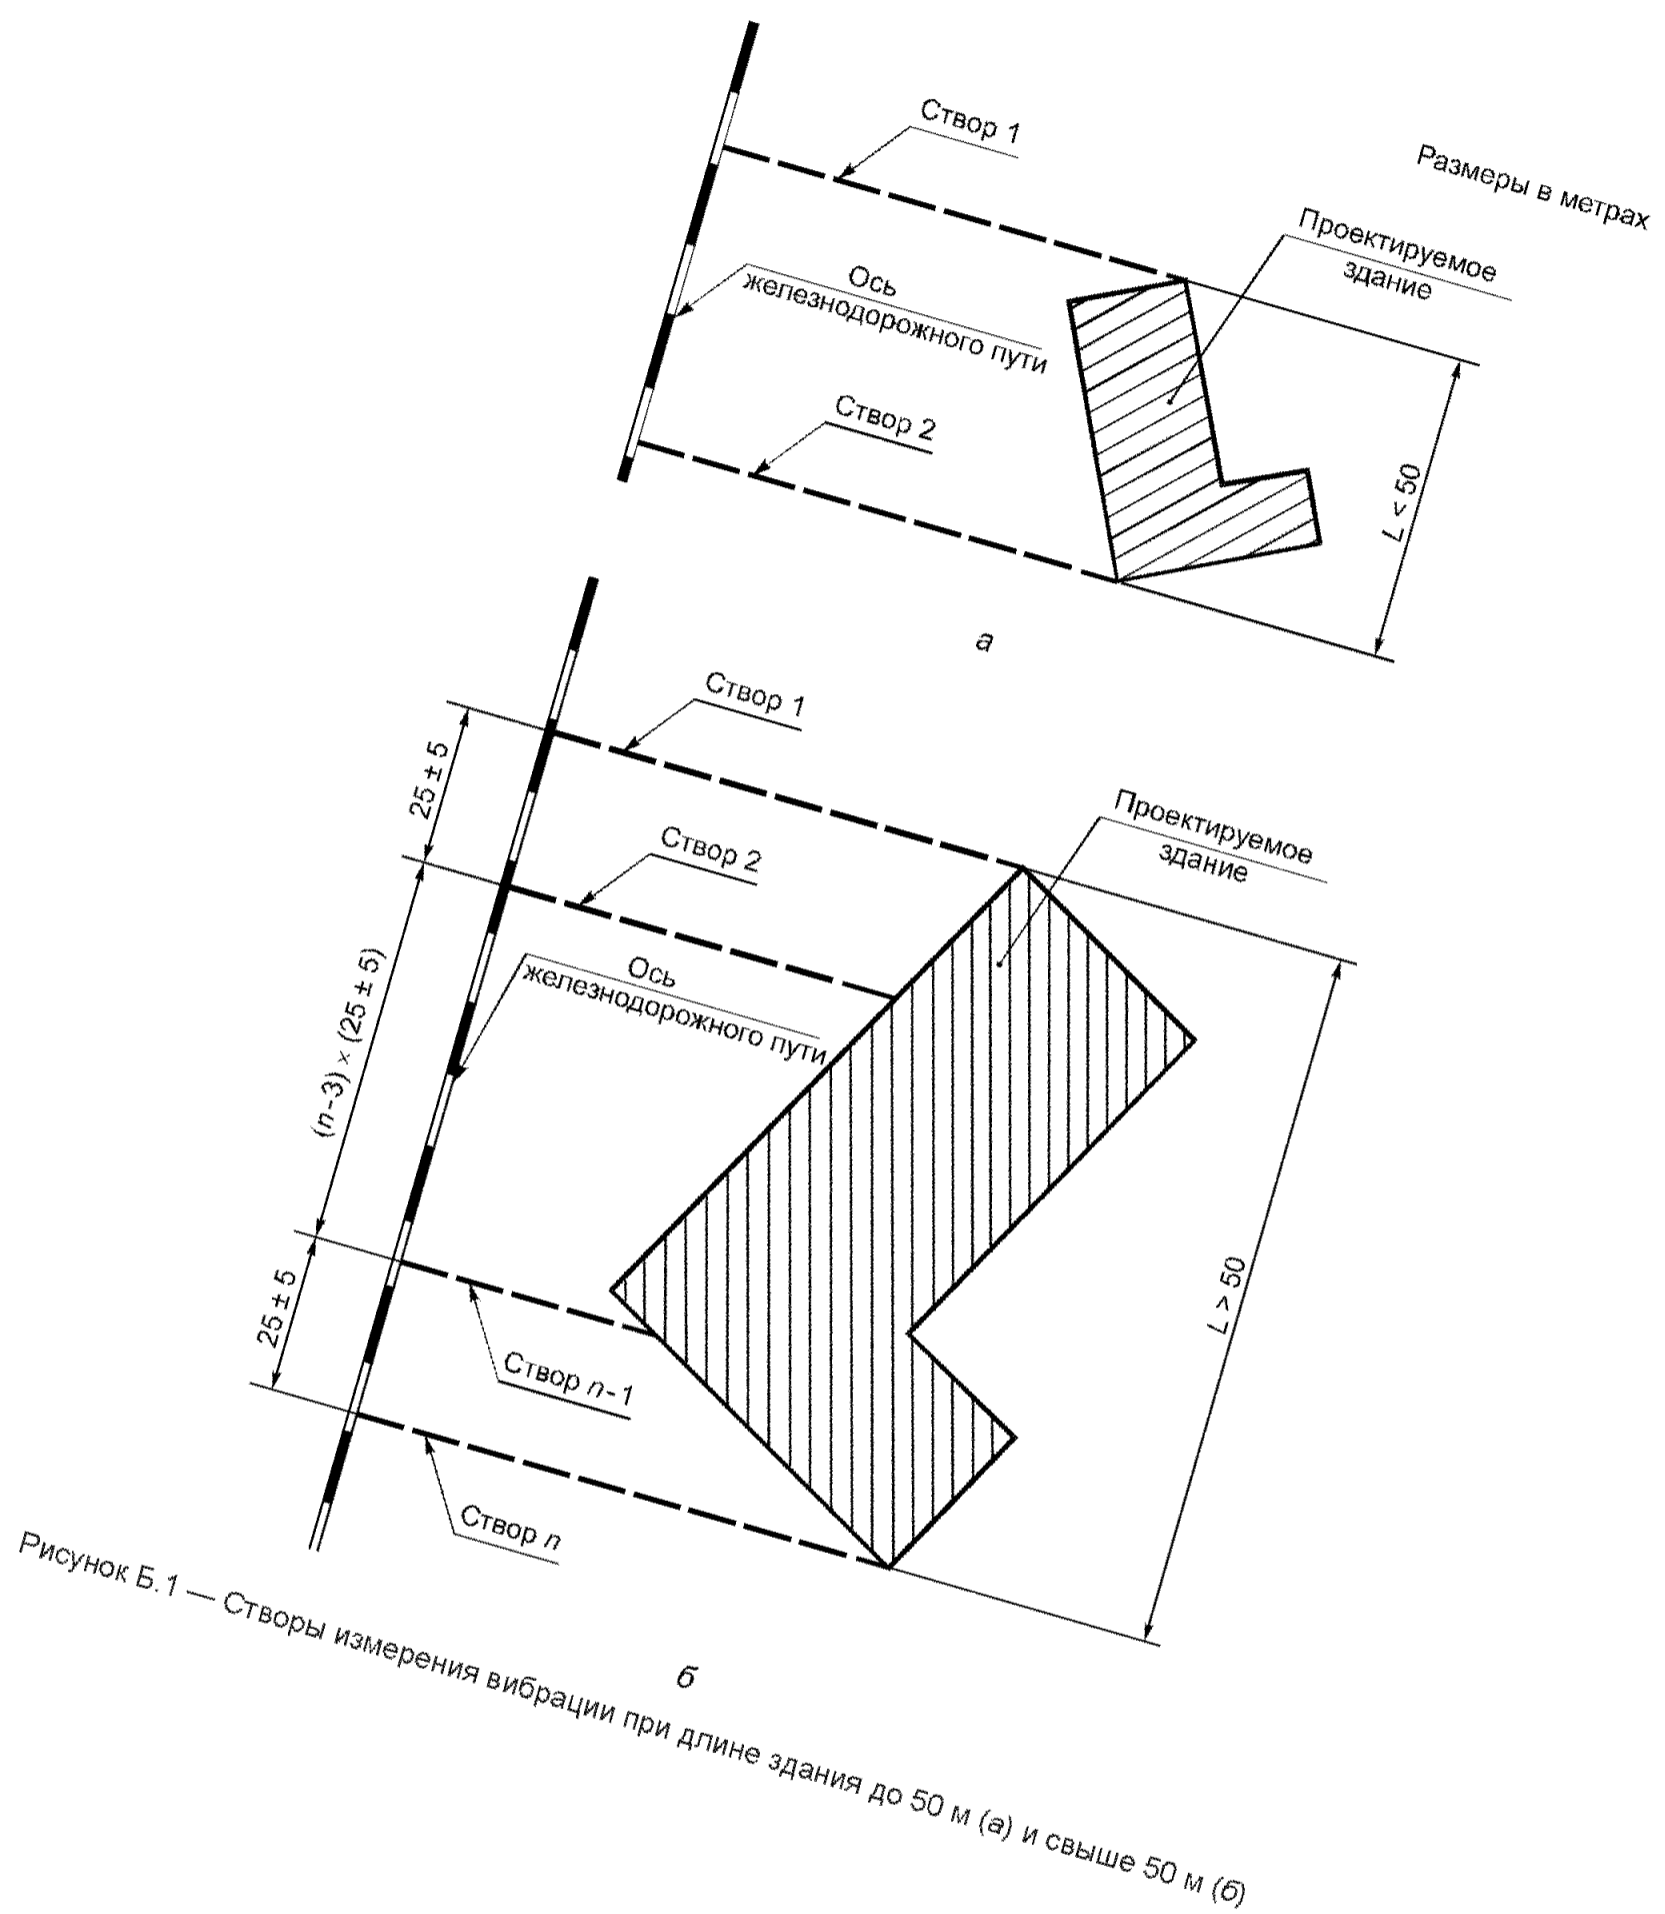 Размеры в метрах
Створ 1
Проектируемое
здание
Ось
железнодорожного пути
Створ 2
L < 50
а
Створ 1
25 ± 5
Проектируемое
здание
Створ 2
Ось
железнодорожного пути
(n-3) × (25 ± 5)
L > 50
25 ± 5
Створ n-1
Створ n
б
Рисунок Б.1 — Створы измерения вибрации при длине здания до 50 м (а) и свыше 50 м (б)